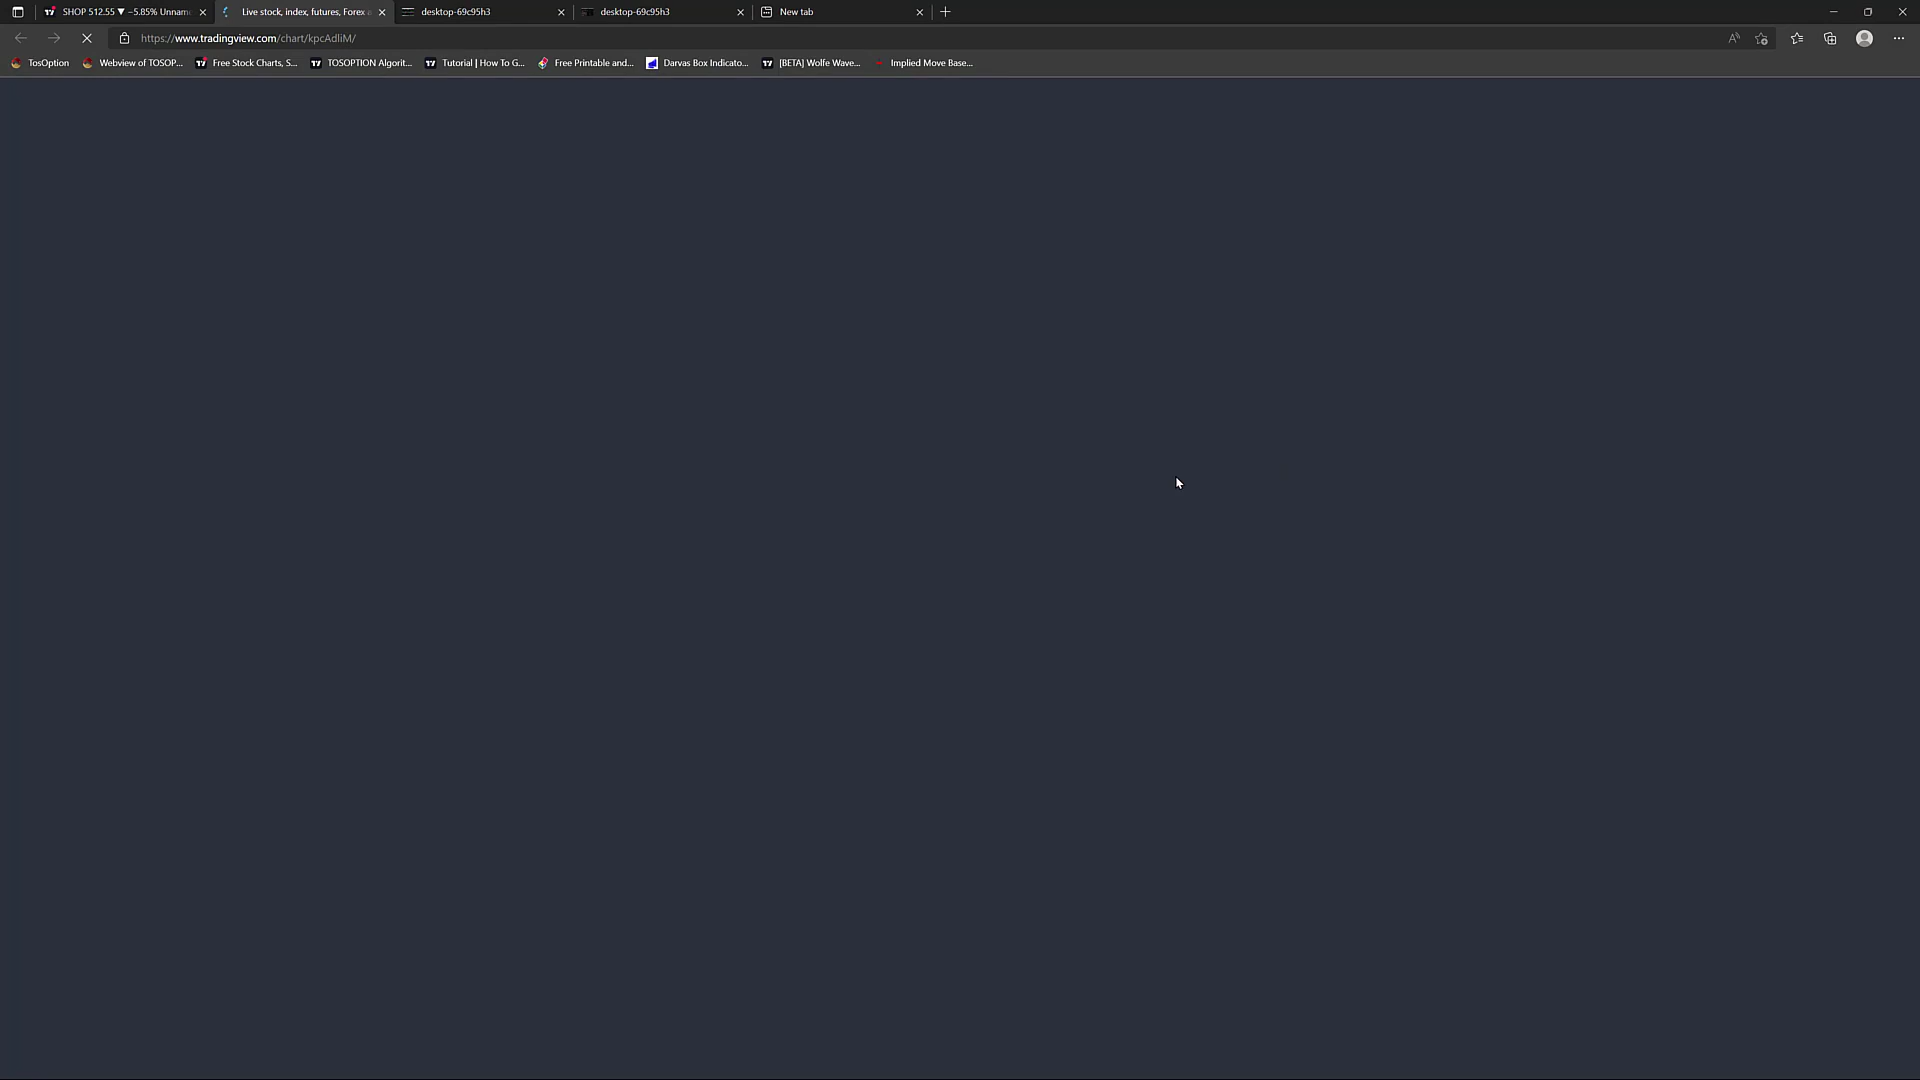 SHOP 512.55 ▼ −5.85% Unnam
Live stock, index, futures, Forex
desktop-69c95h3
desktop-69c95h3
New tab
https://www.tradingview.com/chart/kpcAdliM/
TosOption
Webview of TOSOP...
Free Stock Charts, S...
TOSOPTION Algorit...
Tutorial | How To G...
Free Printable and...
Darvas Box Indicato...
[BETA] Wolfe Wave...
Implied Move Base...